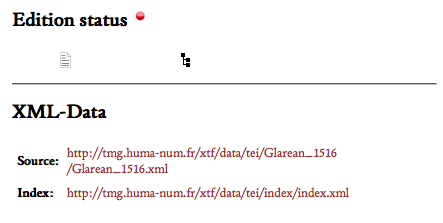 Edition status
XML-Data
Source: http://tmg.huma-num.fr/xtf/data/tei/Glarean_1516
/Glarean_1516.xml
Index: http://tmg.huma-num.fr/xtf/data/tei/index/index.xml